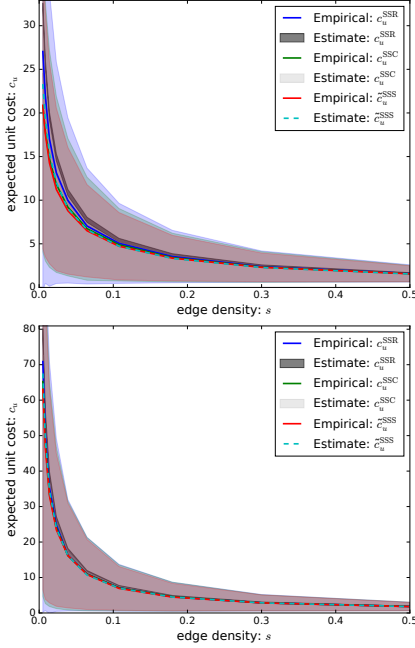 Empirical: c_u^SSR
Estimate: c_u^SSR
Empirical: c_u^SSC
Estimate: c_u^SSC
Empirical: c̃_u^SSS
Estimate: c̃_u^SSS
expected unit cost: c_u
30
25
20
15
10
5
0
0.0 0.1 0.2 0.3 0.4 0.5
edge density: s
Empirical: c_u^SSR
Estimate: c_u^SSR
Empirical: c_u^SSC
Estimate: c_u^SSC
Empirical: c̃_u^SSS
Estimate: c̃_u^SSS
expected unit cost: c_u
80
70
60
50
40
30
20
10
0
0.0 0.1 0.2 0.3 0.4 0.5
edge density: s